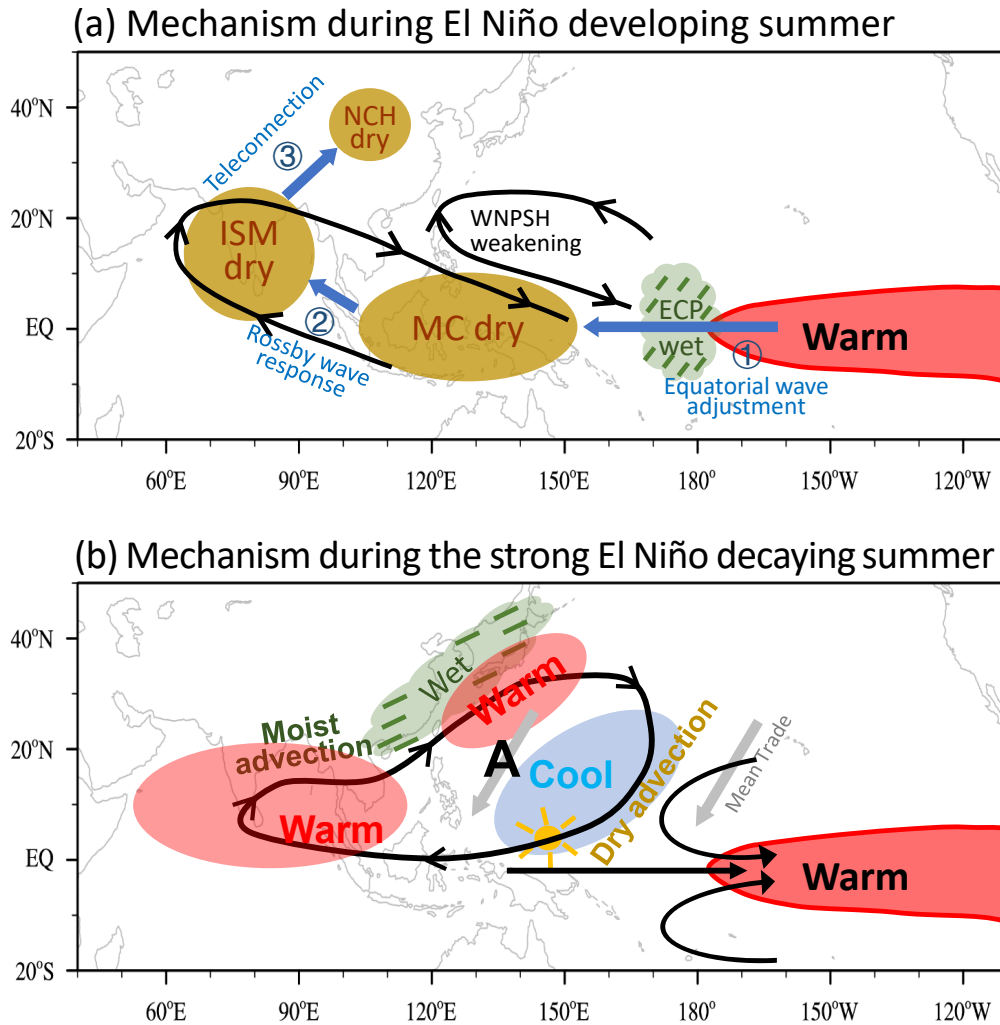 (a) Mechanism during El Niño developing summer
40°N
20°N
EQ
20°S
60°E
90°E
120°E
150°E
180°
150°W
120°W
Teleconnection
③
NCH
dry
ISM
dry
WNPSH
weakening
②
Rossby wave
response
MC dry
ECP
wet
①
Warm
Equatorial wave
adjustment
(b) Mechanism during the strong El Niño decaying summer
40°N
20°N
EQ
20°S
60°E
90°E
120°E
150°E
180°
150°W
120°W
Wet
Warm
Moist
advection
A
Cool
Dry advection
Mean Trade
Warm
Warm